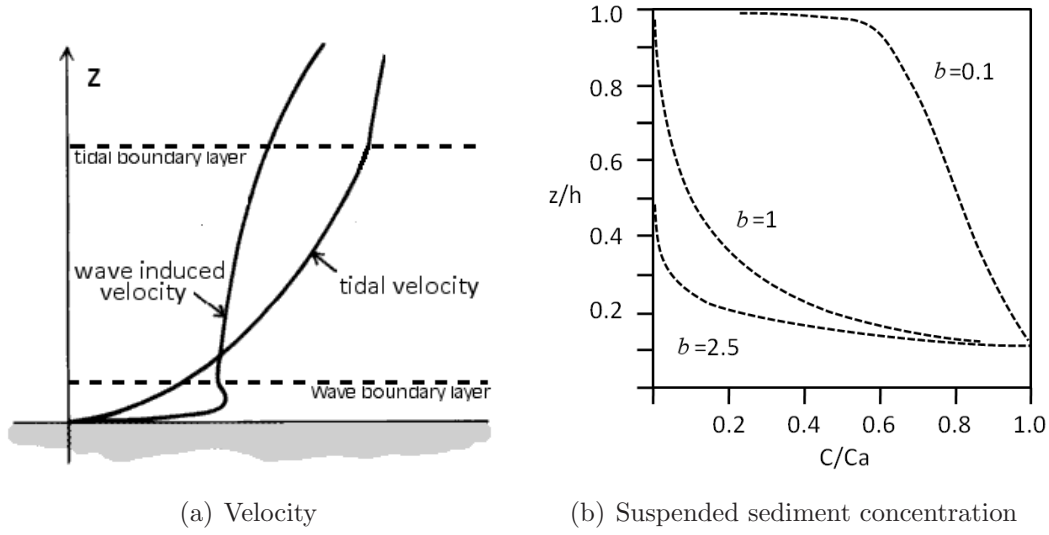 z
tidal boundary layer
wave induced
velocity
tidal velocity
Wave boundary layer
(a) Velocity
1.0
0.8
0.6
z/h
0.4
0.2
b=0.1
b=1
b=2.5
0.2 0.4 0.6 0.8 1.0
C/Ca
(b) Suspended sediment concentration